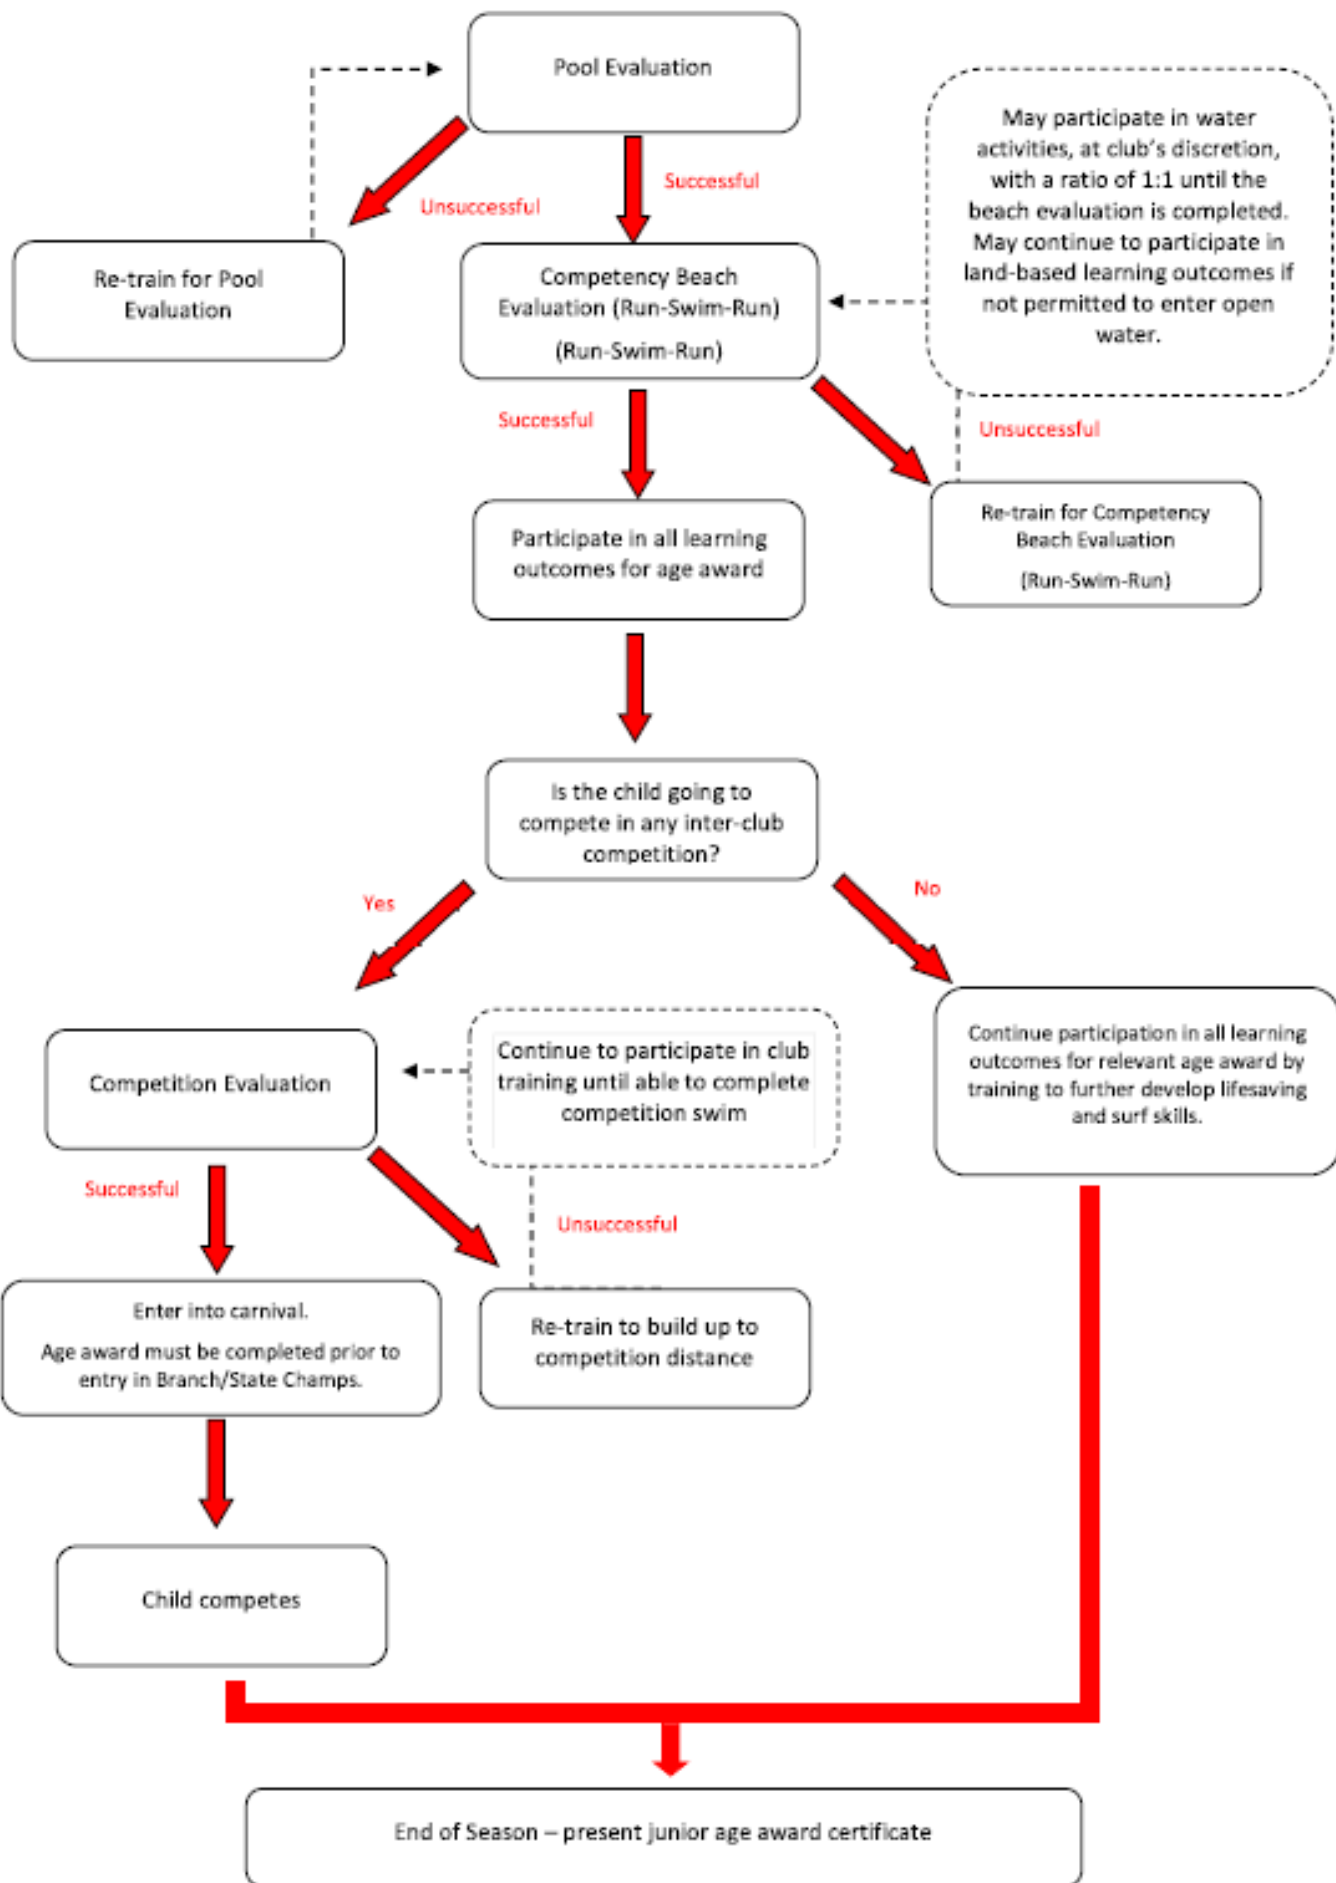 Pool Evaluation
May participate in water
activities, at club's discretion,
with a ratio of 1:1 until the
beach evaluation is completed.
May continue to participate in
land-based learning outcomes if
not permitted to enter open
water.
Successful
Unsuccessful
Re-train for Pool
Evaluation
Competency Beach
Evaluation (Run-Swim-Run)
(Run-Swim-Run)
Successful
Unsuccessful
Re-train for Competency
Beach Evaluation
(Run-Swim-Run)
Participate in all learning
outcomes for age award
Is the child going to
compete in any inter-club
competition?
Yes
No
Continue participation in all learning
outcomes for relevant age award by
training to further develop lifesaving
and surf skills.
Continue to participate in club
training until able to complete
competition swim
Competition Evaluation
Successful
Unsuccessful
Enter into carnival.
Age award must be completed prior to
entry in Branch/State Champs.
Re-train to build up to
competition distance
Child competes
End of Season – present junior age award certificate